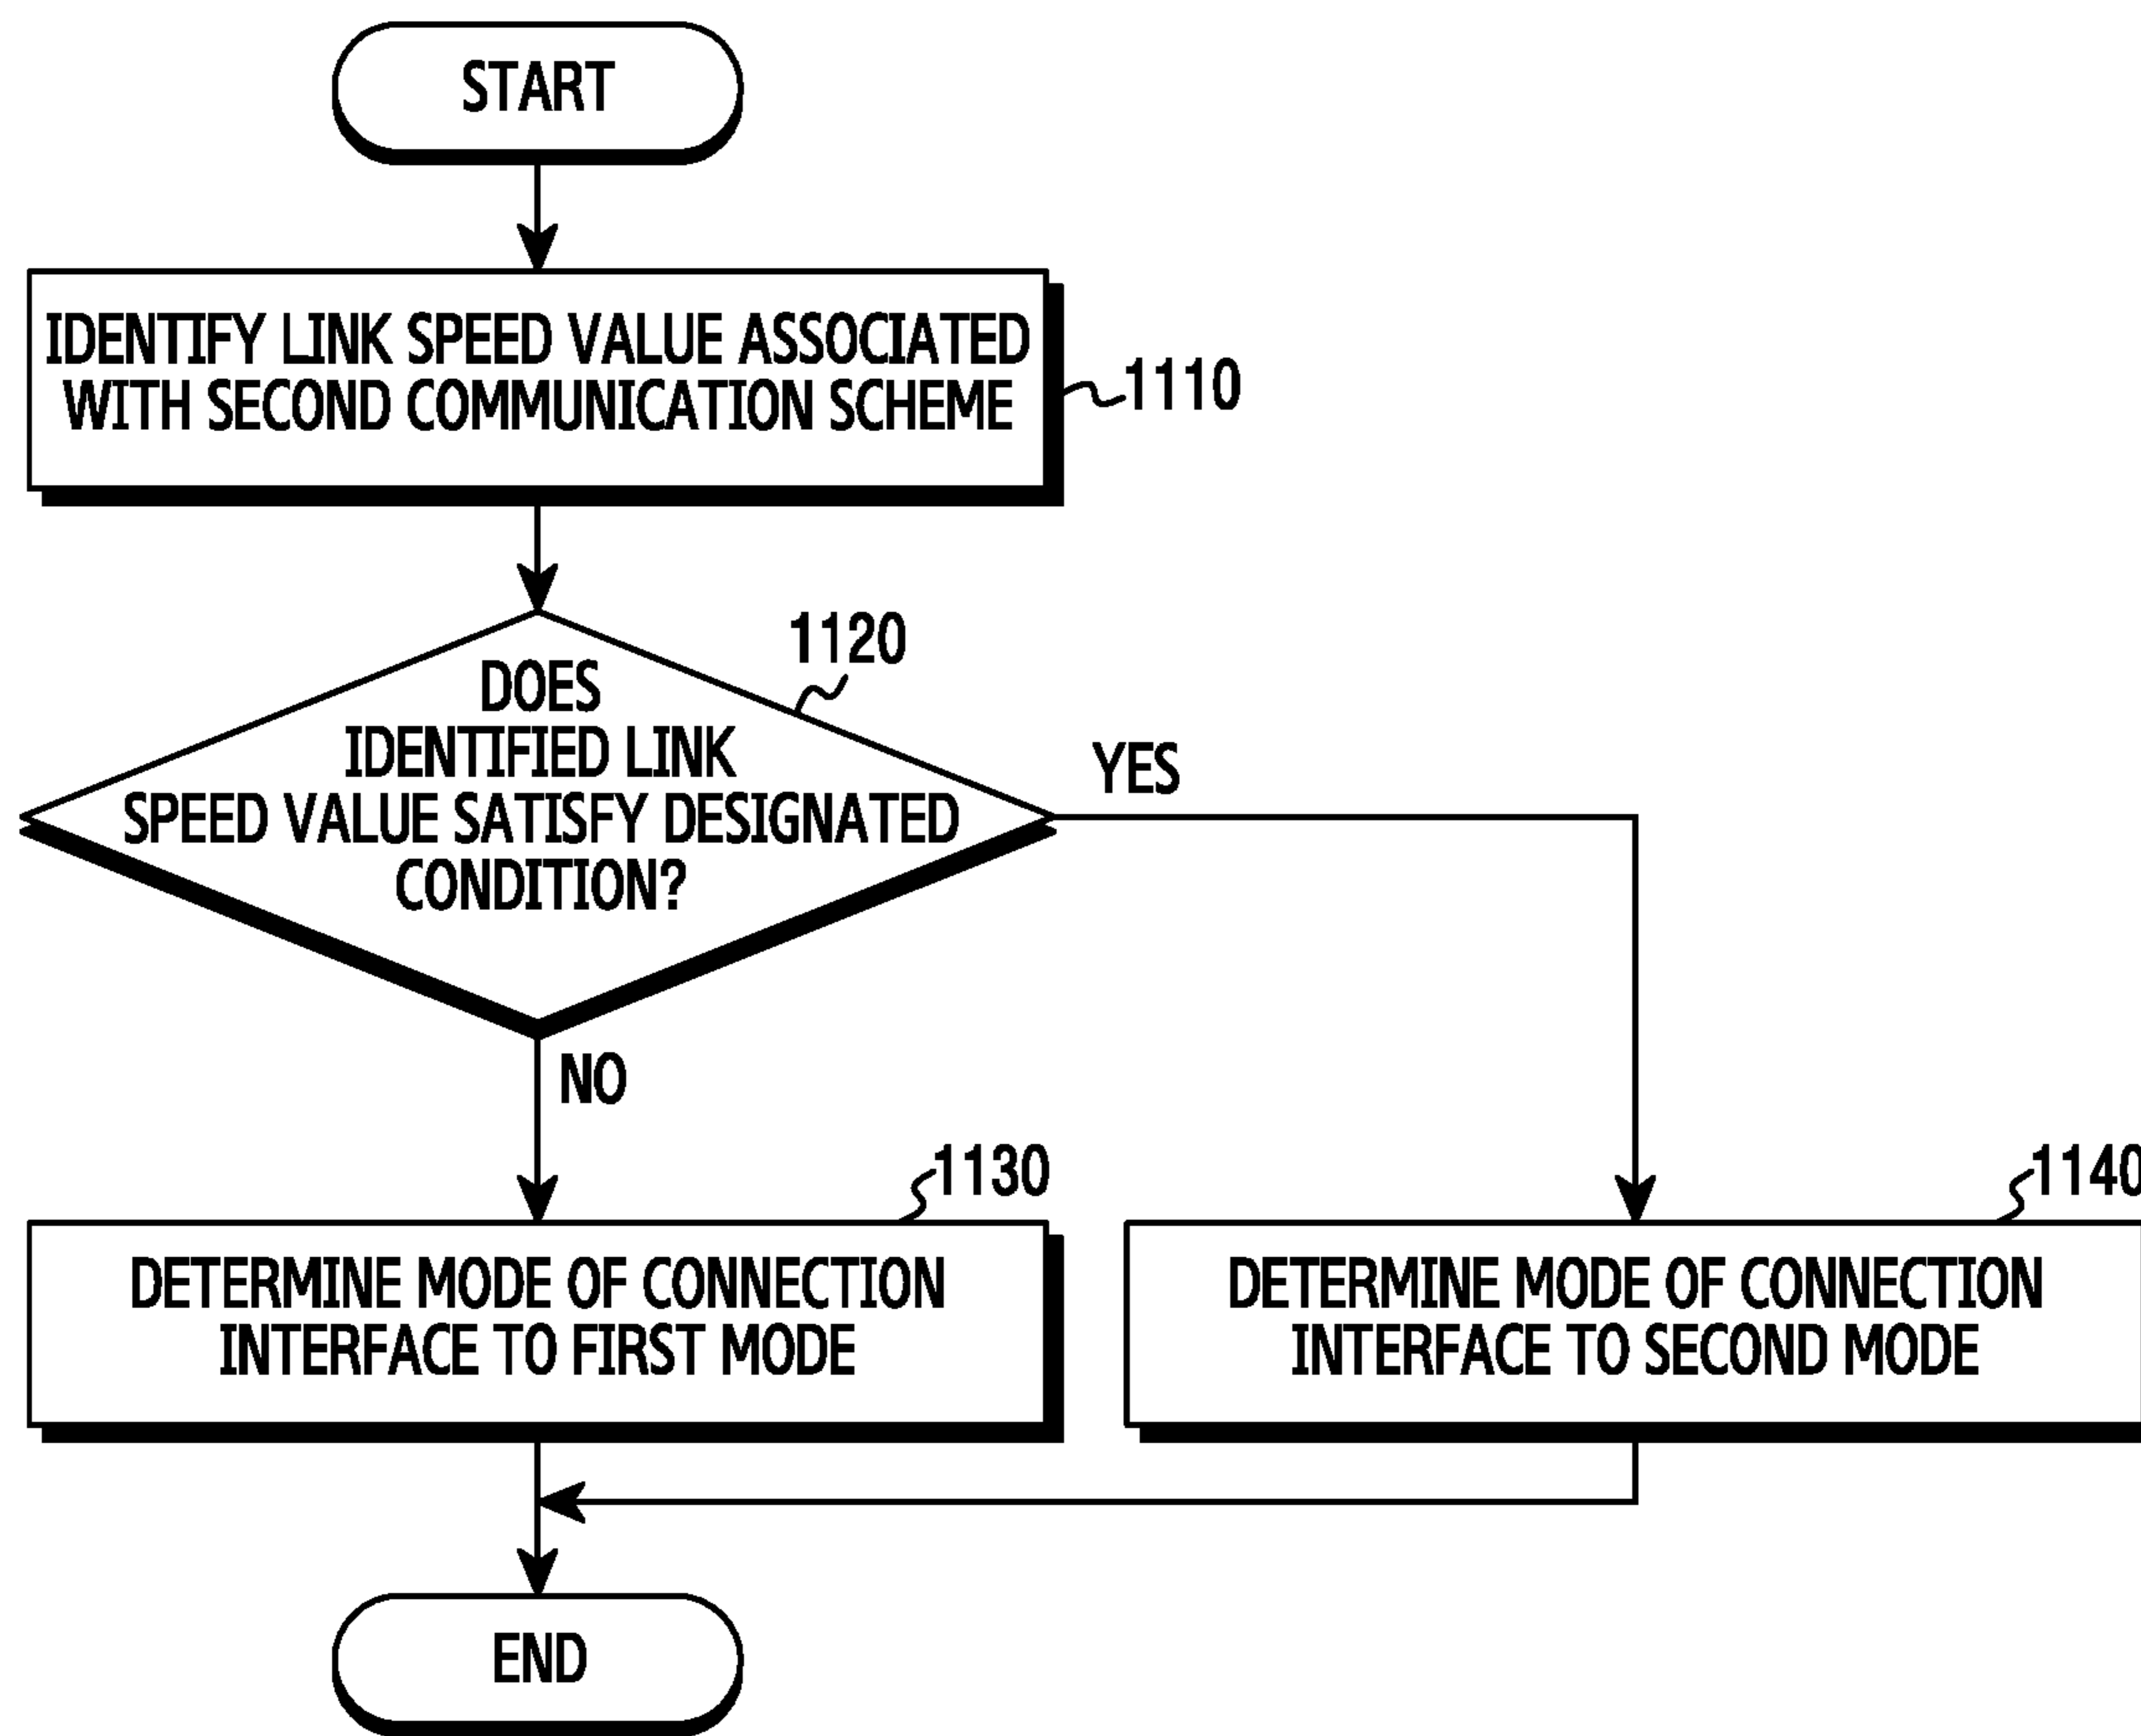 START
IDENTIFY LINK SPEED VALUE ASSOCIATED
WITH SECOND COMMUNICATION SCHEME
1110
1120
DOES
IDENTIFIED LINK
SPEED VALUE SATISFY DESIGNATED
CONDITION?
YES
NO
1130
DETERMINE MODE OF CONNECTION
INTERFACE TO FIRST MODE
1140
DETERMINE MODE OF CONNECTION
INTERFACE TO SECOND MODE
END